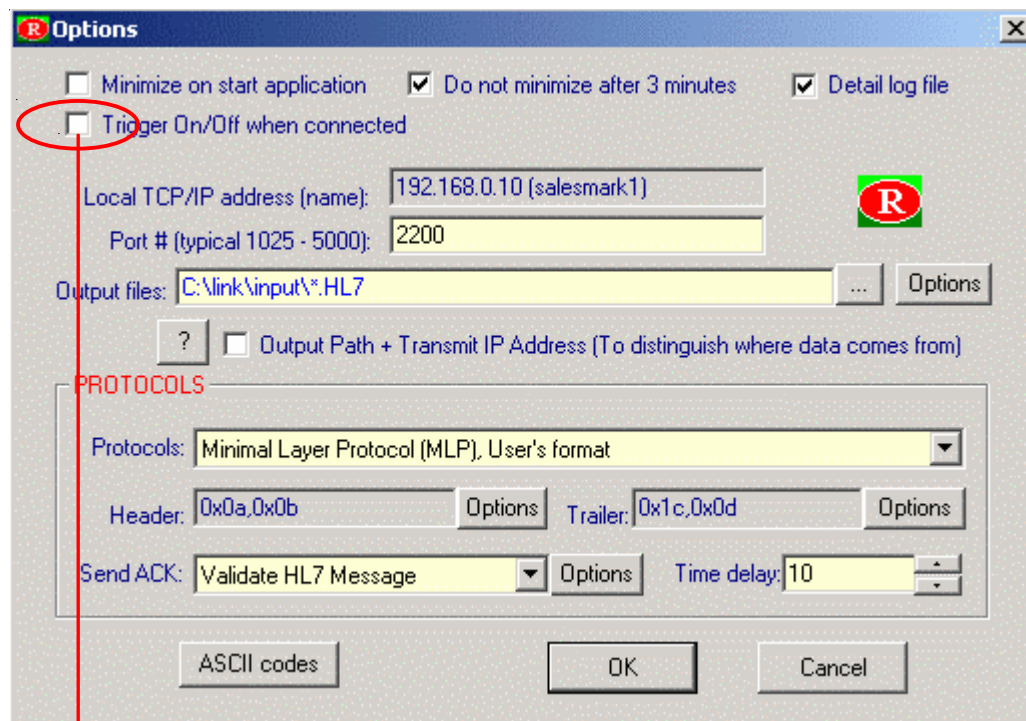 R Options
Minimize on start application Do not minimize after 3 minutes Detail log file
Trigger On/Off when connected
Local TCP/IP address (name): 192.168.0.10 (salesmark1)
R
Port # (typical 1025 - 5000): 2200
Output files: C:\link\input\*.HL7 ... Options
? Output Path + Transmit IP Address (To distinguish where data comes from)
PROTOCOLS
Protocols: Minimal Layer Protocol (MLP), User's format
Header: 0x0a,0x0b Options Trailer: 0x1c,0x0d Options
Send ACK: Validate HL7 Message Options Time delay: 10
ASCII codes OK Cancel